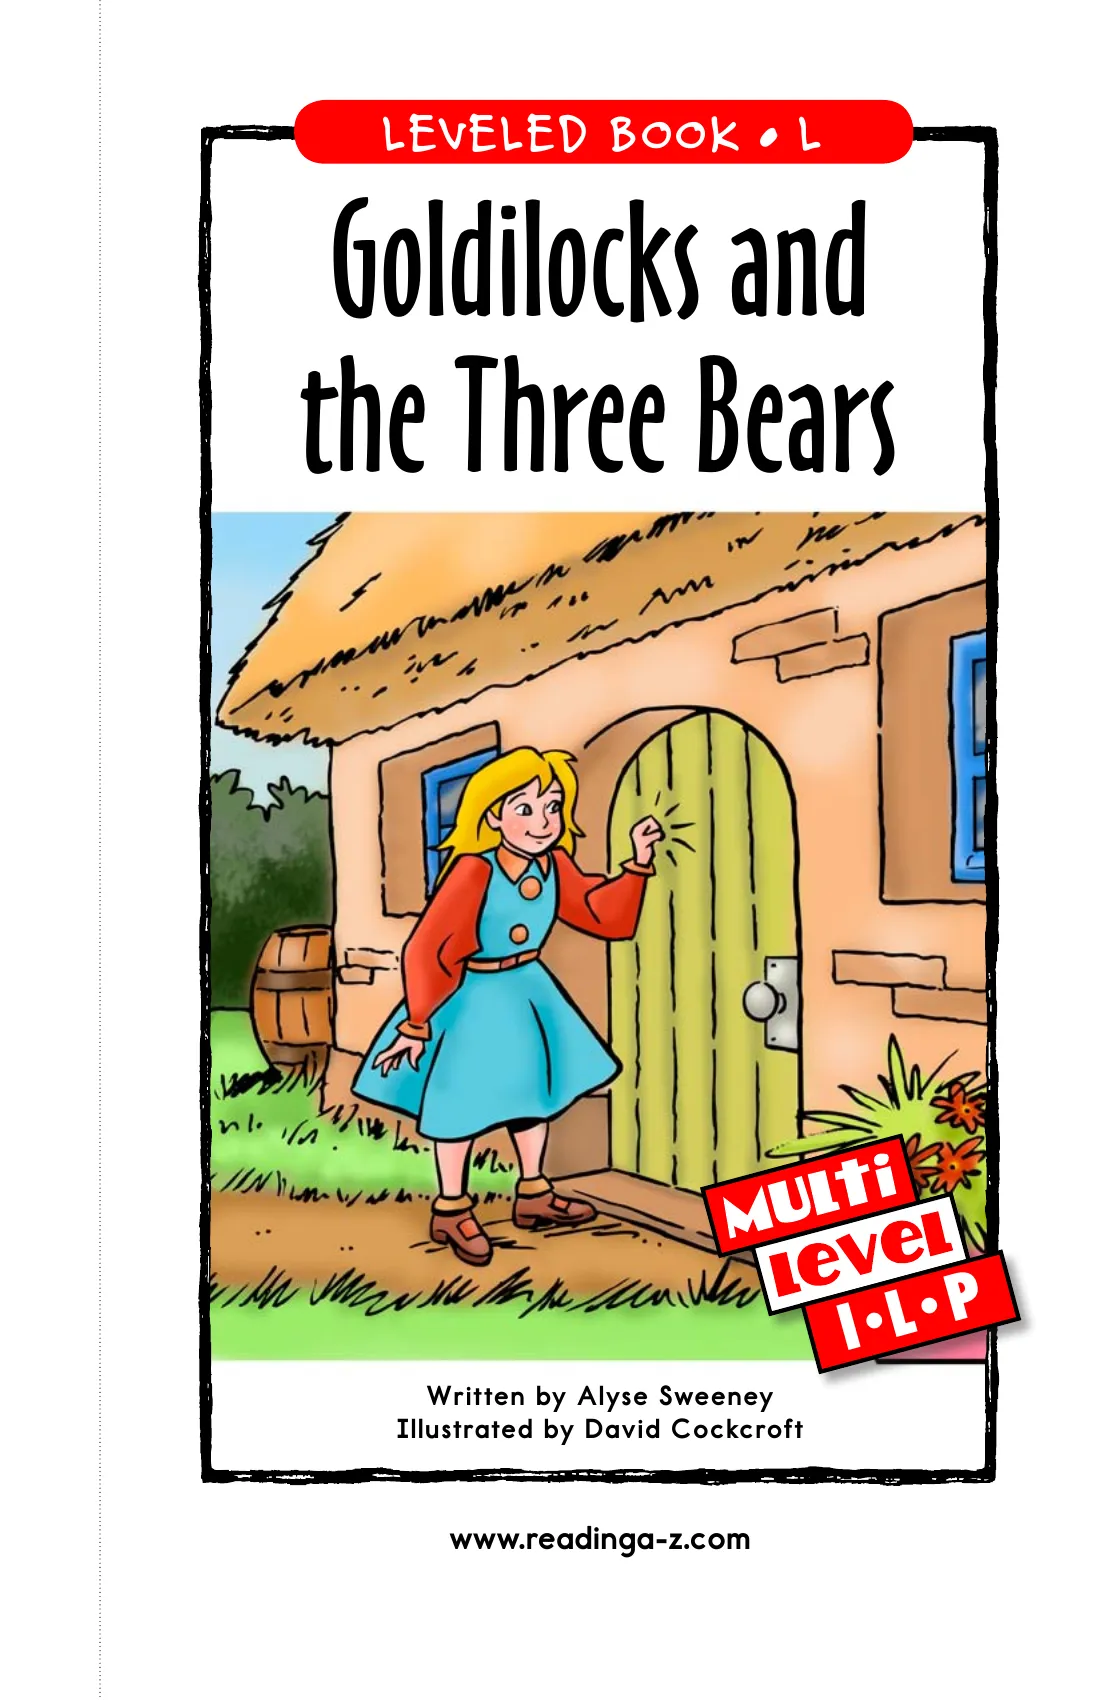 LEVELED BOOK • L
Goldilocks and
the Three Bears
Multi
level
I•L•P
Written by Alyse Sweeney
Illustrated by David Cockcroft
www.readinga-z.com